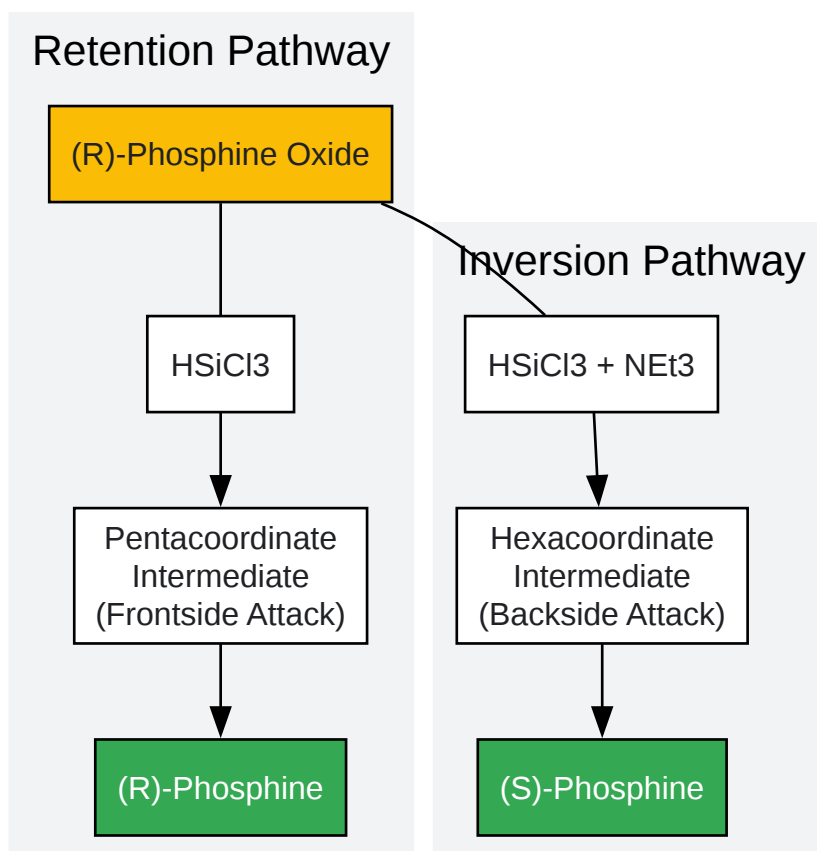 Retention Pathway
(R)-Phosphine Oxide
HSiCl3
Pentacoordinate
Intermediate
(Frontside Attack)
(R)-Phosphine
Inversion Pathway
HSiCl3 + NEt3
Hexacoordinate
Intermediate
(Backside Attack)
(S)-Phosphine